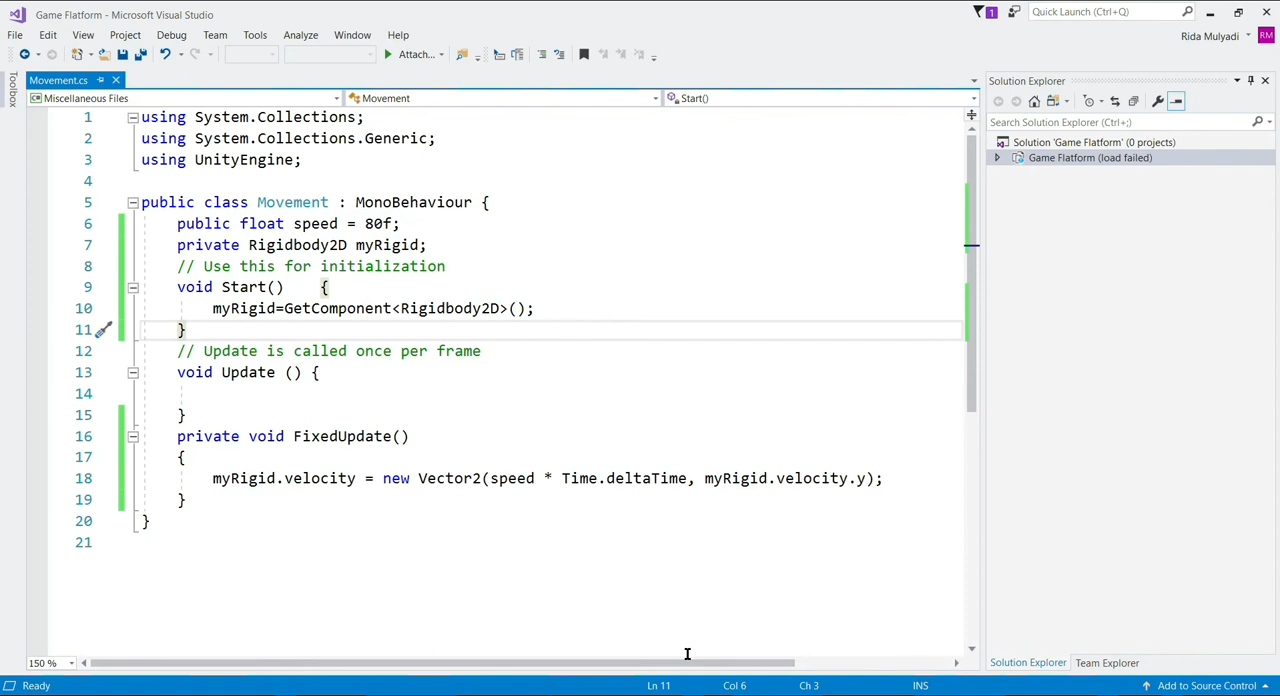 Game Flatform - Microsoft Visual Studio
1
Quick Launch (Ctrl+Q)
File Edit View Project Debug Team Tools Analyze Window Help
Rida Mulyadi
RM
Attach...
Toolbox
Movement.cs
Miscellaneous Files
Movement
Start()
1 using System.Collections;
2 using System.Collections.Generic;
3 using UnityEngine;
4
5 public class Movement : MonoBehaviour {
6 public float speed = 80f;
7 private Rigidbody2D myRigid;
8 // Use this for initialization
9 void Start() {
10 myRigid=GetComponent<Rigidbody2D>();
11 }
12 // Update is called once per frame
13 void Update () {
14
15 }
16 private void FixedUpdate()
17 {
18 myRigid.velocity = new Vector2(speed * Time.deltaTime, myRigid.velocity.y);
19 }
20 }
21
150 %
Solution Explorer
Search Solution Explorer (Ctrl+;)
Solution 'Game Flatform' (0 projects)
Game Flatform (load failed)
Solution Explorer Team Explorer
Ready
Ln 11
Col 6
Ch 3
INS
Add to Source Control